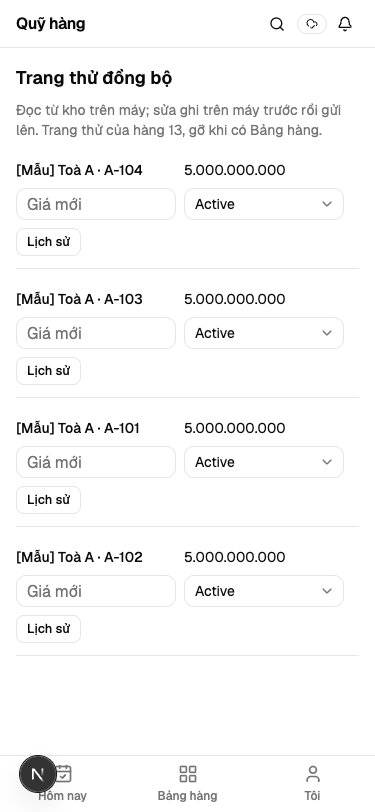 Quỹ hàng
Trang thử đồng bộ
Đọc từ kho trên máy; sửa ghi trên máy trước rồi gửi
lên. Trang thử của hàng 13, gỡ khi có Bảng hàng.
[Mẫu] Toà A · A-104 5.000.000.000
Giá mới Active
Lịch sử
[Mẫu] Toà A · A-103 5.000.000.000
Giá mới Active
Lịch sử
[Mẫu] Toà A · A-101 5.000.000.000
Giá mới Active
Lịch sử
[Mẫu] Toà A · A-102 5.000.000.000
Giá mới Active
Lịch sử
N
Hôm nay Bảng hàng Tôi